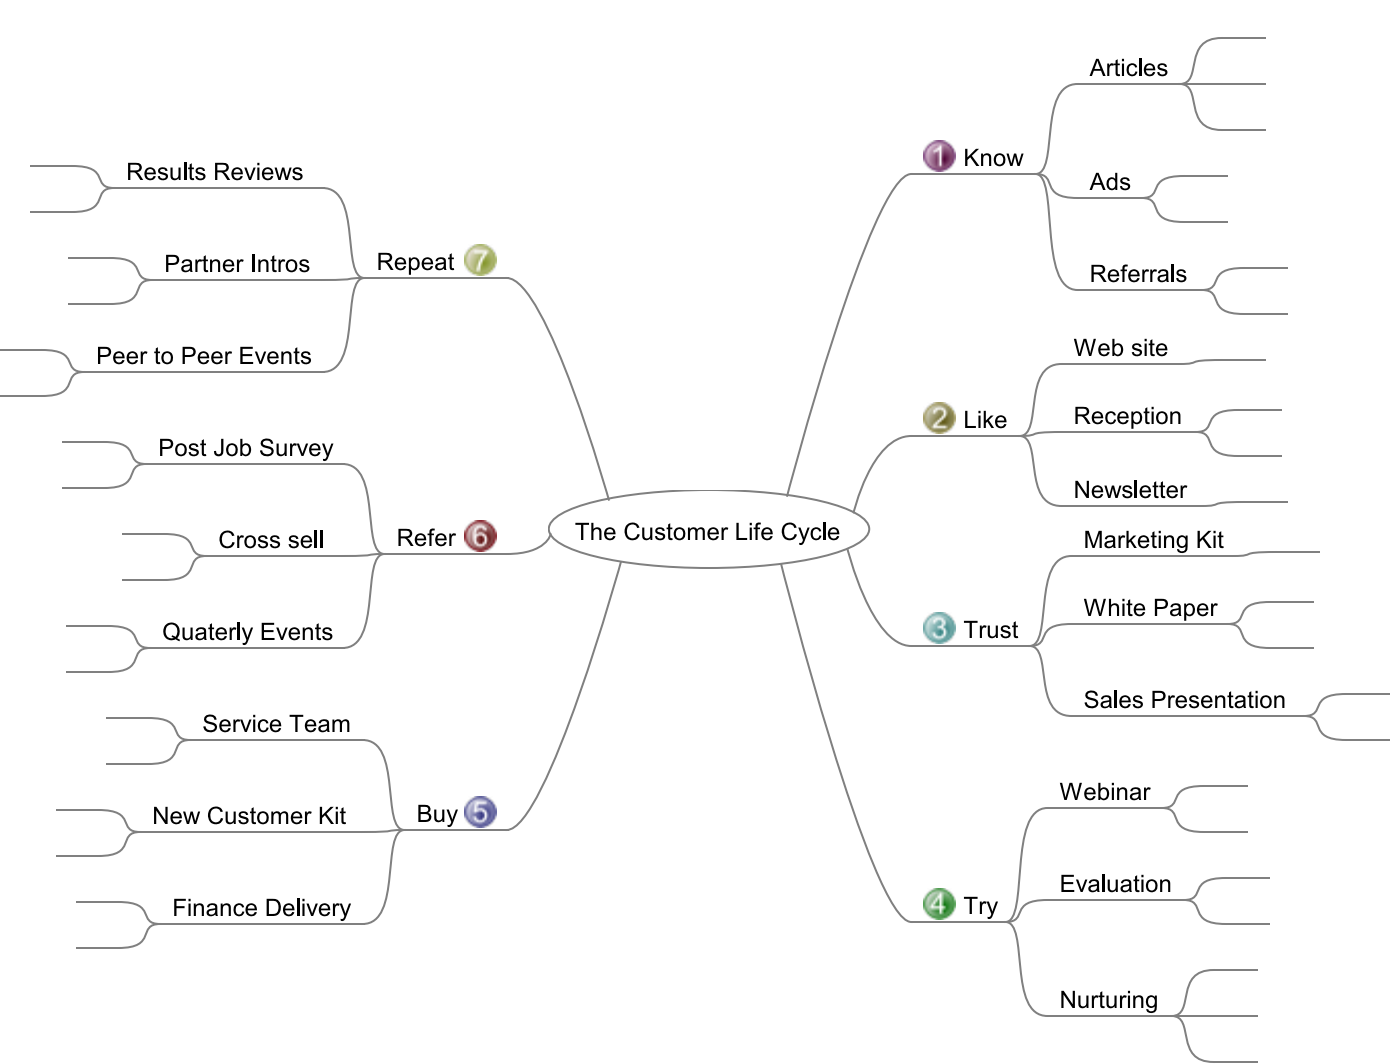 The Customer Life Cycle
1 Know
Articles
Ads
Referrals
2 Like
Web site
Reception
Newsletter
3 Trust
Marketing Kit
White Paper
Sales Presentation
4 Try
Webinar
Evaluation
Nurturing
Buy 5
Service Team
New Customer Kit
Finance Delivery
Refer 6
Post Job Survey
Cross sell
Quaterly Events
Repeat 7
Results Reviews
Partner Intros
Peer to Peer Events